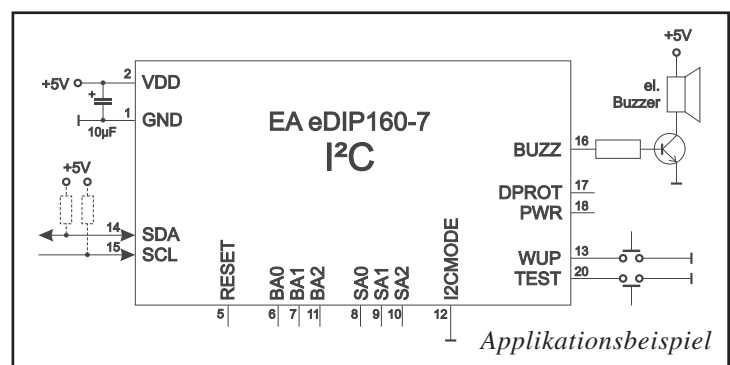 +5V
el.
Buzzer
+5V
2 VDD
+
10µF
1 GND
EA eDIP160-7
I²C
BUZZ 16
DPROT 17
PWR 18
+5V
14 SDA
15 SCL
WUP 13
TEST 20
RESET
BA0
BA1
BA2
SA0
SA1
SA2
I2CMODE
5 6 7 11 8 9 10 12
Applikationsbeispiel